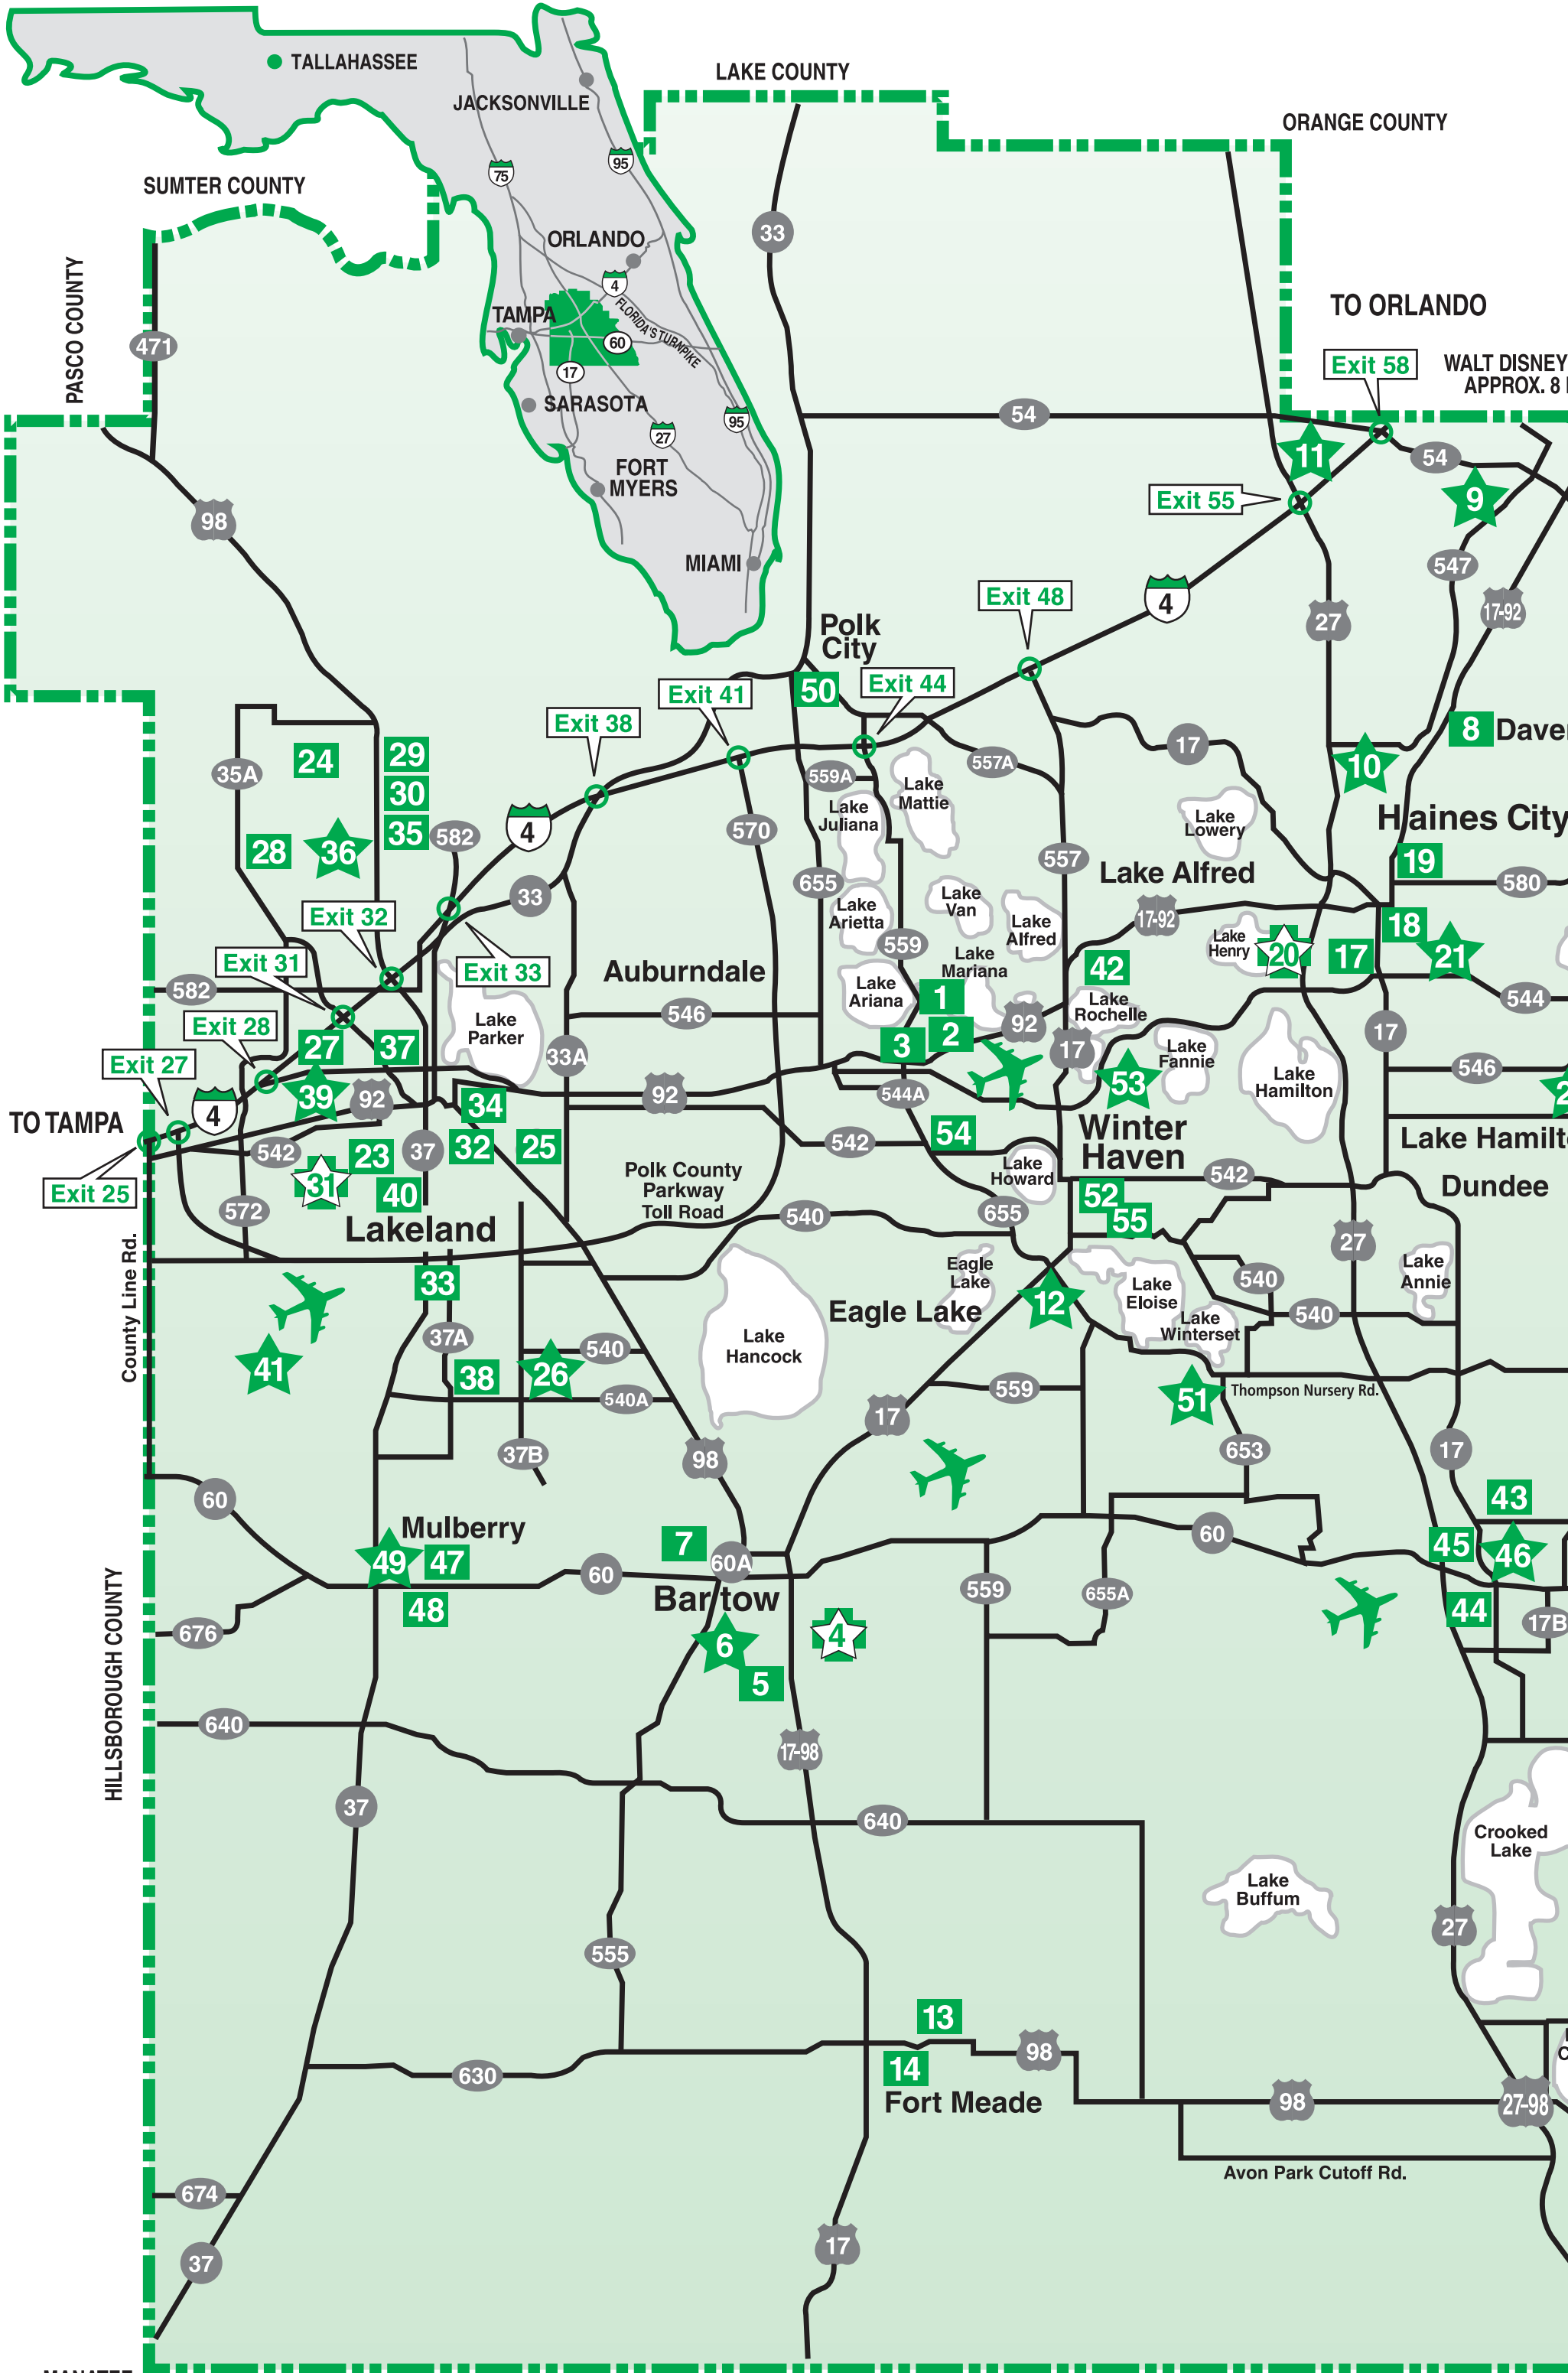 TALLAHASSEE
JACKSONVILLE
LAKE COUNTY
ORANGE COUNTY
SUMTER COUNTY
75
95
33
ORLANDO
4
FLORIDA'S TURNPIKE
TAMPA
60
17
SARASOTA
95
27
FORT
MYERS
MIAMI
PASCO COUNTY
471
TO ORLANDO
Exit 58
WALT DISNEY
APPROX. 8
54
11
54
9
Exit 55
98
547
4
Exit 48
27
17-92
Polk
City
50
Exit 44
Exit 41
Exit 38
8
17
557A
10
35A
24
29
30
35
28
36
582
4
570
559A
Lake
Mattie
Lake
Juliana
Lake
Lowery
Haines City
557
Lake Alfred
19
580
655
33
Lake
Van
Lake
Arietta
Lake
Alfred
17-92
Exit 32
559
Lake
Henry
20
17
18
21
Exit 31
Exit 33
Auburndale
Lake
Mariana
42
582
Lake
Ariana
1
Lake
Rochelle
544
546
Lake
Parker
92
2
3
17
17
Exit 28
27
37
33A
Lake
Fannie
53
Lake
Hamilton
546
Exit 27
39
92
4
34
92
544A
TO TAMPA
542
23
37
32
25
542
54
Winter
Haven
Lake Hamilt
Exit 25
31
40
Polk County
Parkway
Toll Road
Lake
Howard
542
Dundee
572
Lakeland
540
655
52
55
27
County Line Rd.
33
Eagle
Lake
Lake
Eloise
540
Lake
Annie
Eagle Lake
12
Lake
Winterset
540
37A
Lake
Hancock
540
41
38
26
540A
559
51
Thompson Nursery Rd.
17
37B
98
653
17
60
43
Mulberry
49
47
7
60A
60
60
45
46
Bartow
48
559
655A
44
17B
HILLSBOROUGH COUNTY
676
6
4
5
640
17-98
37
640
Crooked
Lake
Lake
Buffum
27
555
13
14
98
630
Fort Meade
98
27-98
Avon Park Cutoff Rd.
674
17
37